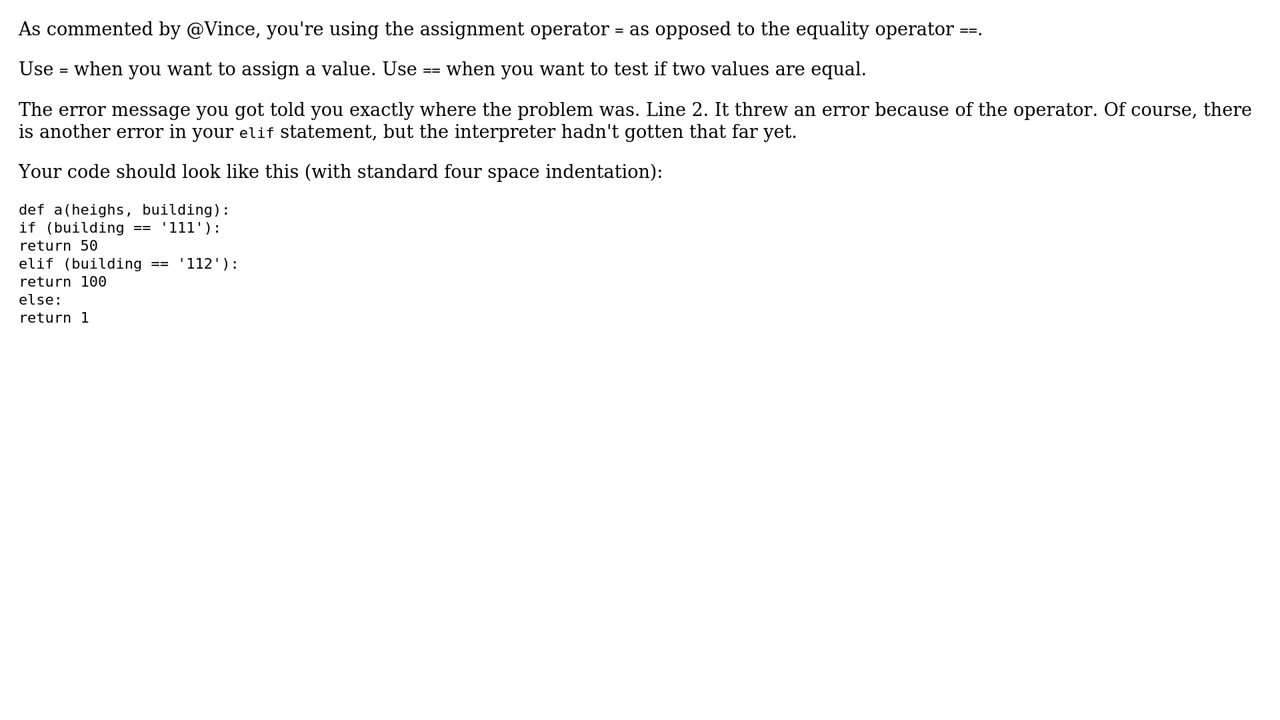 As commented by @Vince, you're using the assignment operator = as opposed to the equality operator ==.
Use = when you want to assign a value. Use == when you want to test if two values are equal.
The error message you got told you exactly where the problem was. Line 2. It threw an error because of the operator. Of course, there
is another error in your elif statement, but the interpreter hadn't gotten that far yet.
Your code should look like this (with standard four space indentation):
def a(heighs, building):
if (building == '111'):
return 50
elif (building == '112'):
return 100
else:
return 1